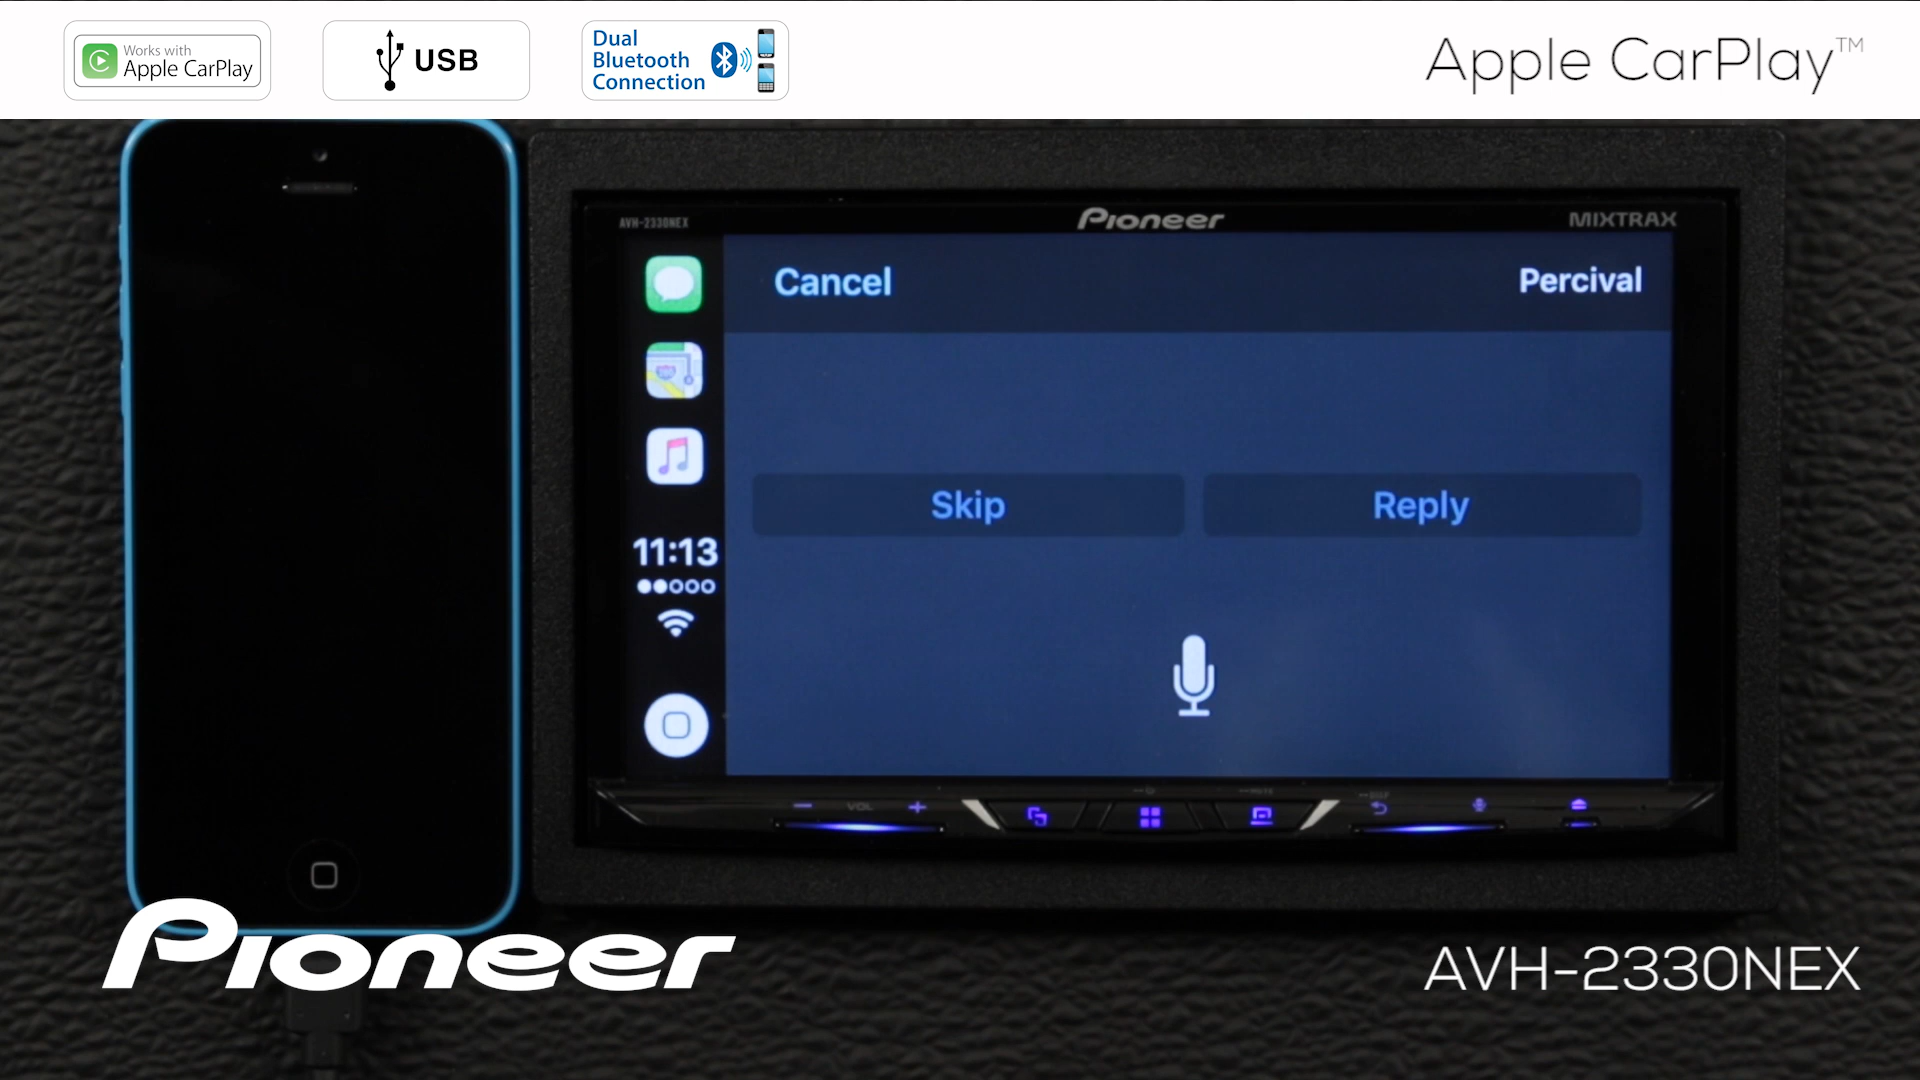 Works with
Apple CarPlay
USB
Dual
Bluetooth
Connection
Apple CarPlay™
AVH-2330NEX
Pioneer
MIXTRAX
Cancel
Percival
Skip
Reply
11:13
VOL
Pioneer
AVH-2330NEX